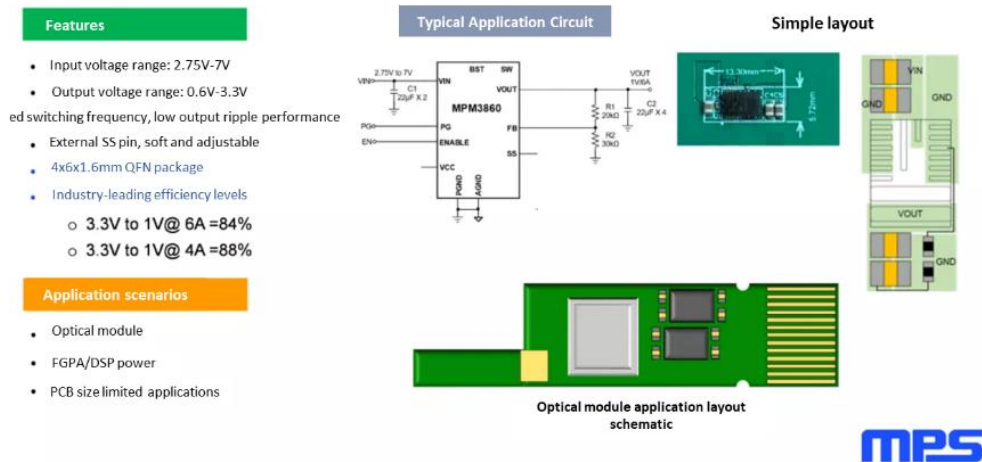 Features
Input voltage range: 2.75V-7V
Output voltage range: 0.6V-3.3V
ed switching frequency, low output ripple performance
External SS pin, soft and adjustable
4x6x1.6mm QFN package
Industry-leading efficiency levels
3.3V to 1V@ 6A =84%
3.3V to 1V@ 4A =88%
Application scenarios
Optical module
FGPA/DSP power
PCB size limited applications
Typical Application Circuit
2.75V to 7V
VIN
C1
22μF X 2
VIN
BST
SW
MPM3860
VOUT
VOUT
1V/6A
R1
20kΩ
C2
22μF X 4
FB
R2
30kΩ
PG
PG
EN
ENABLE
SS
VCC
PGND
AGND
Simple layout
13.30mm
5.72mm
VIN
GND
GND
VOUT
GND
Optical module application layout
schematic
mps